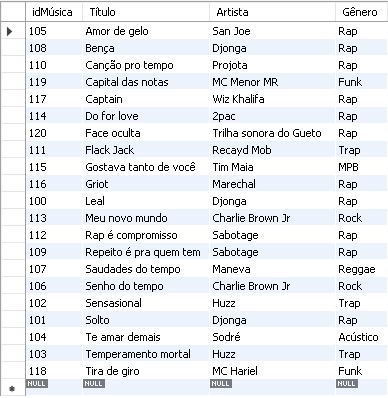 idMúsica Título Artista Gênero
105 Amor de gelo San Joe Rap
108 Bença Djonga Rap
110 Canção pro tempo Projota Rap
119 Capital das notas MC Menor MR Funk
117 Captain Wiz Khalifa Rap
114 Do for love 2pac Rap
120 Face oculta Trilha sonora do Gueto Rap
111 Flack Jack Recayd Mob Trap
115 Gostava tanto de você Tim Maia MPB
116 Griot Marechal Rap
100 Leal Djonga Rap
113 Meu novo mundo Charlie Brown Jr Rock
112 Rap é compromisso Sabotage Rap
109 Repeito é pra quem tem Sabotage Rap
107 Saudades do tempo Maneva Reggae
106 Senho do tempo Charlie Brown Jr Rock
102 Sensasional Huzz Trap
101 Solto Djonga Rap
104 Te amar demais Sodré Acústico
103 Temperamento mortal Huzz Trap
118 Tira de giro MC Hariel Funk
NULL NULL NULL NULL